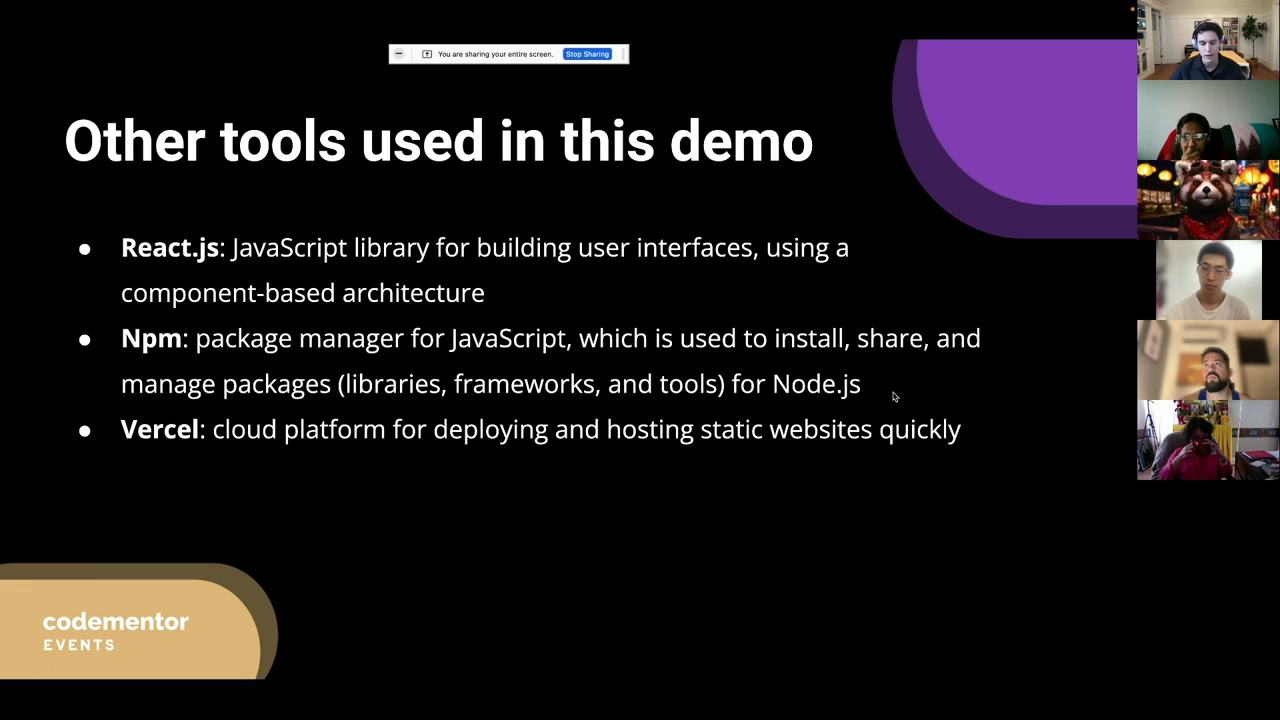 You are sharing your entire screen. Stop Sharing
Other tools used in this demo
● React.js: JavaScript library for building user interfaces, using a
component-based architecture
● Npm: package manager for JavaScript, which is used to install, share, and
manage packages (libraries, frameworks, and tools) for Node.js
● Vercel: cloud platform for deploying and hosting static websites quickly
codementor
EVENTS